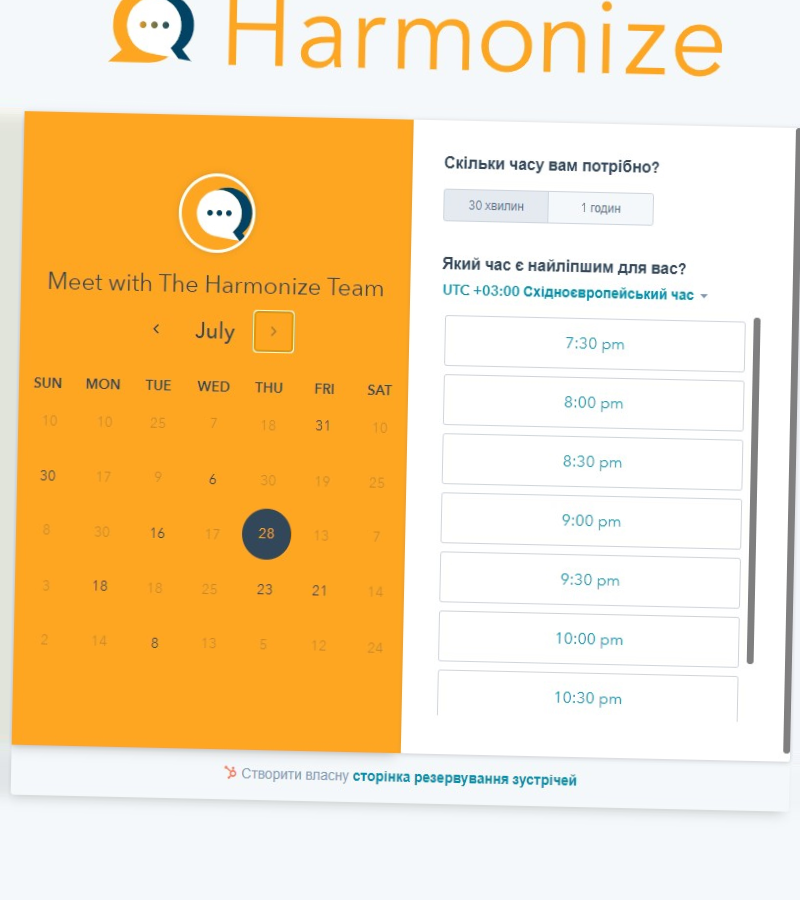 Harmonize
Meet with The Harmonize Team
July
SUN MON TUE WED THU FRI SAT
10 10 25 7 18 31 10
30 17 9 6 30 19 25
8 30 16 17 28 13 7
3 18 18 25 23 21 14
2 14 8 13 5 12 24
Скільки часу вам потрібно?
30 хвилин 1 годин
Який час є найліпшим для вас?
UTC +03:00 Східноєвропейський час
7:30 pm
8:00 pm
8:30 pm
9:00 pm
9:30 pm
10:00 pm
10:30 pm
Створити власну сторінка резервування зустрічей